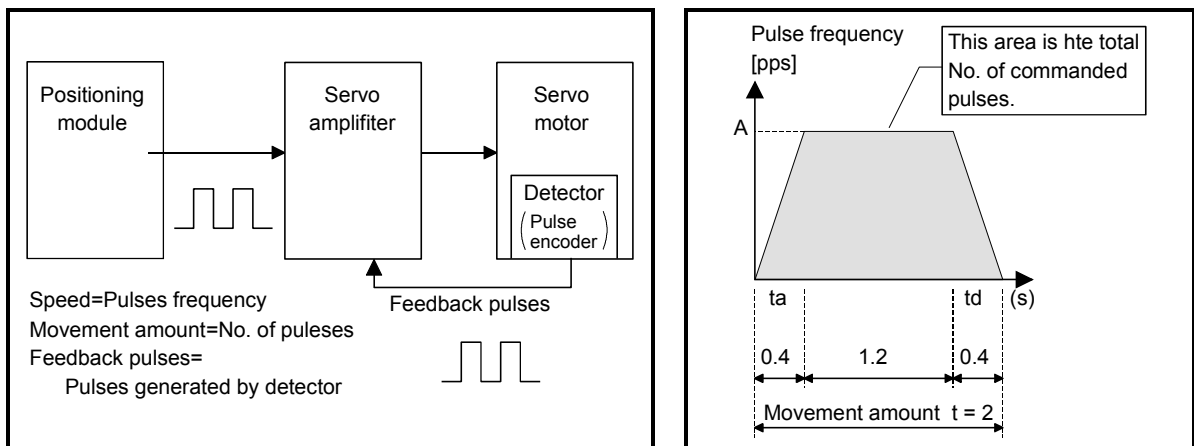 Positioning
module
Servo
amplifiter
Servo
motor
Detector
(Pulse
encoder)
Feedback pulses
Speed=Pulses frequency
Movement amount=No. of puleses
Feedback pulses=
Pulses generated by detector
Pulse frequency
[pps]
This area is hte total
No. of commanded
pulses.
A
ta
td
(s)
0.4
1.2
0.4
Movement amount t = 2